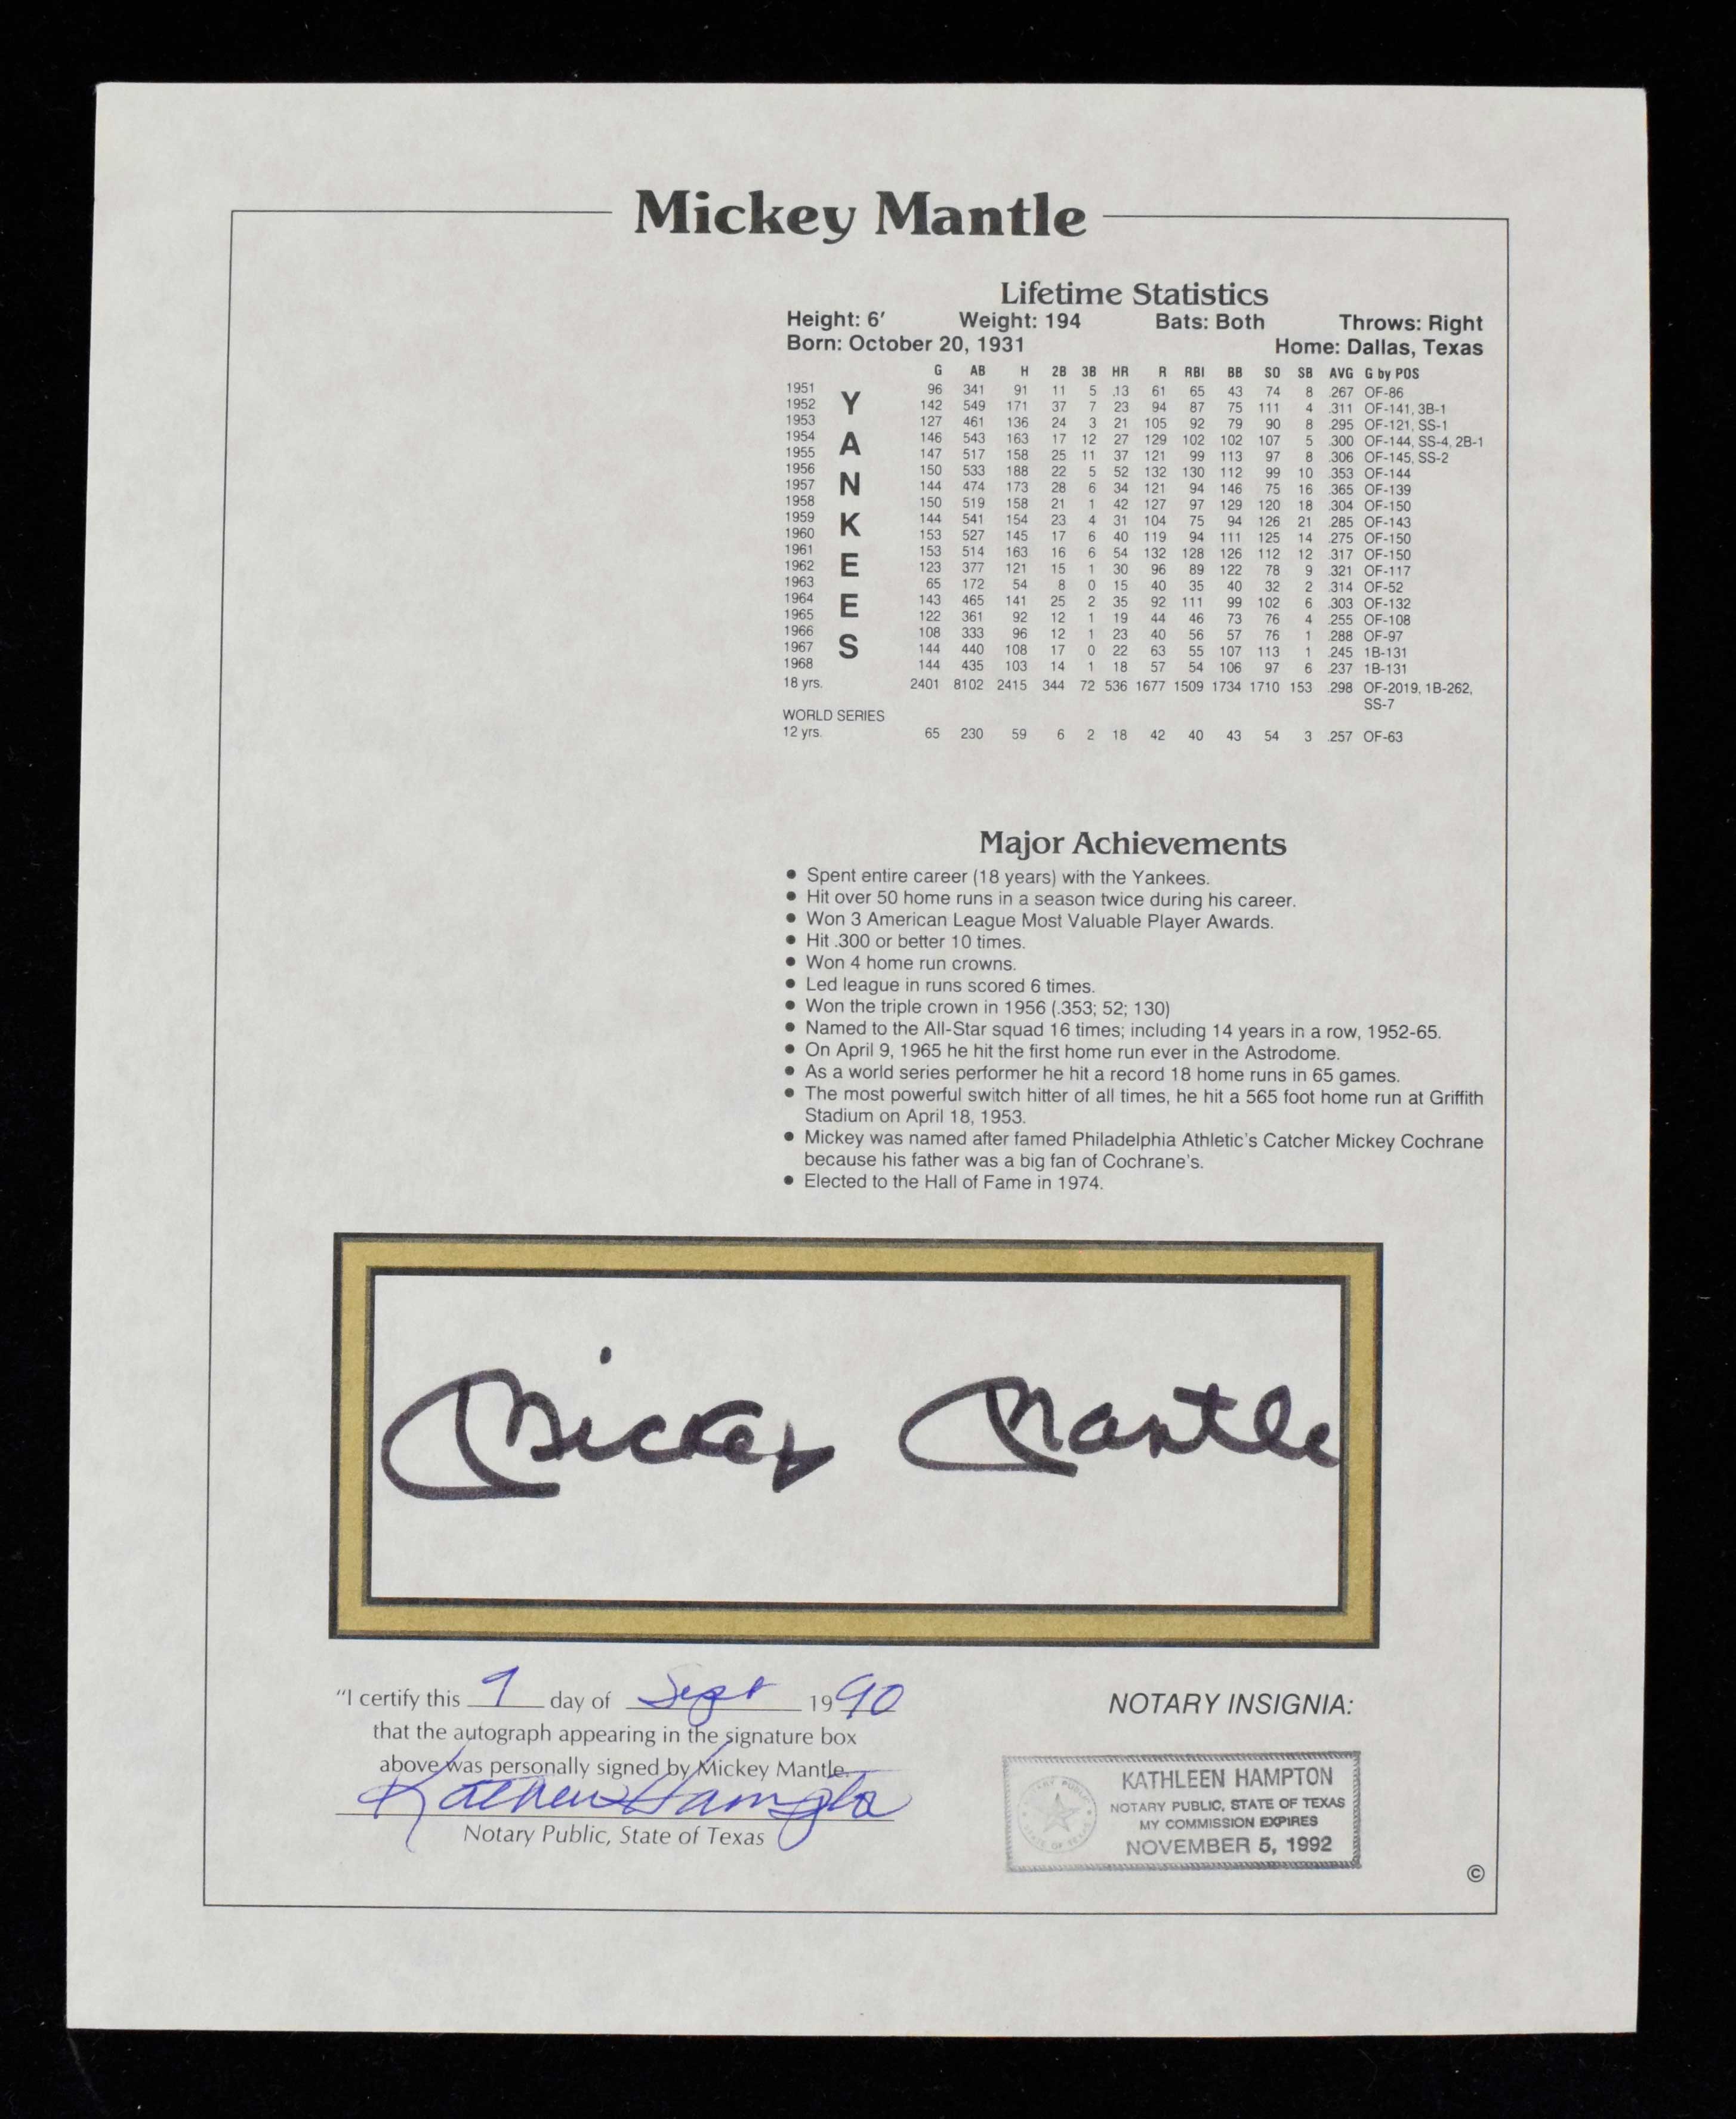 Mickey Mantle
Lifetime Statistics
Height: 6′ Weight: 194 Bats: Both Throws: Right
Born: October 20, 1931 Home: Dallas, Texas
G AB H 2B 3B HR R RBI BB SO SB AVG G by POS
1951 96 341 91 11 5 13 61 65 43 74 8 .267 OF-86
1952 142 549 171 37 7 23 94 87 75 111 4 .311 OF-141, 3B-1
1953 127 461 136 24 3 21 105 92 79 90 8 .295 OF-121, SS-1
1954 146 543 163 17 12 27 129 102 102 107 5 .300 OF-144, SS-4, 2B-1
1955 147 517 158 25 11 37 121 99 113 97 8 .306 OF-145, SS-2
1956 150 533 188 22 5 52 132 130 112 99 10 .353 OF-144
1957 144 474 173 28 6 34 121 94 146 75 16 .365 OF-139
1958 150 519 158 21 1 42 127 97 129 120 18 .304 OF-150
1959 144 541 154 23 4 31 104 75 94 126 21 .285 OF-143
1960 153 527 145 17 6 40 119 94 111 125 14 .275 OF-150
1961 153 514 163 16 6 54 132 128 126 112 12 .317 OF-150
1962 123 377 121 15 1 30 96 89 122 78 9 .321 OF-117
1963 65 172 54 8 0 15 40 35 40 32 2 .314 OF-52
1964 143 465 141 25 2 35 92 111 99 102 6 .303 OF-132
1965 122 361 92 12 1 19 44 46 73 76 4 .255 OF-108
1966 108 333 96 12 1 23 40 56 57 76 1 .288 OF-97
1967 144 440 108 17 0 22 63 55 107 113 1 .245 1B-131
1968 144 435 103 14 1 18 57 54 106 97 6 .237 1B-131
YANKEES
18 yrs. 2401 8102 2415 344 72 536 1677 1509 1734 1710 153 .298 OF-2019, 1B-262,
SS-7
WORLD SERIES
12 yrs. 65 230 59 6 2 18 42 40 43 54 3 .257 OF-63
Major Achievements
• Spent entire career (18 years) with the Yankees.
• Hit over 50 home runs in a season twice during his career.
• Won 3 American League Most Valuable Player Awards.
• Hit .300 or better 10 times.
• Won 4 home run crowns.
• Led league in runs scored 6 times.
• Won the triple crown in 1956 (.353; 52; 130)
• Named to the All-Star squad 16 times; including 14 years in a row, 1952-65.
• On April 9, 1965 he hit the first home run ever in the Astrodome.
• As a world series performer he hit a record 18 home runs in 65 games.
• The most powerful switch hitter of all times, he hit a 565 foot home run at Griffith
Stadium on April 18, 1953.
• Mickey was named after famed Philadelphia Athletic's Catcher Mickey Cochrane
because his father was a big fan of Cochrane's.
• Elected to the Hall of Fame in 1974.
Mickey Mantle
"I certify this 9 day of Sept 1990
that the autograph appearing in the signature box
above was personally signed by Mickey Mantle.
Kathleen Hampton
Notary Public, State of Texas
NOTARY INSIGNIA:
NOTARY PUBLIC
STATE OF TEXAS
KATHLEEN HAMPTON
NOTARY PUBLIC, STATE OF TEXAS
MY COMMISSION EXPIRES
NOVEMBER 5, 1992
©